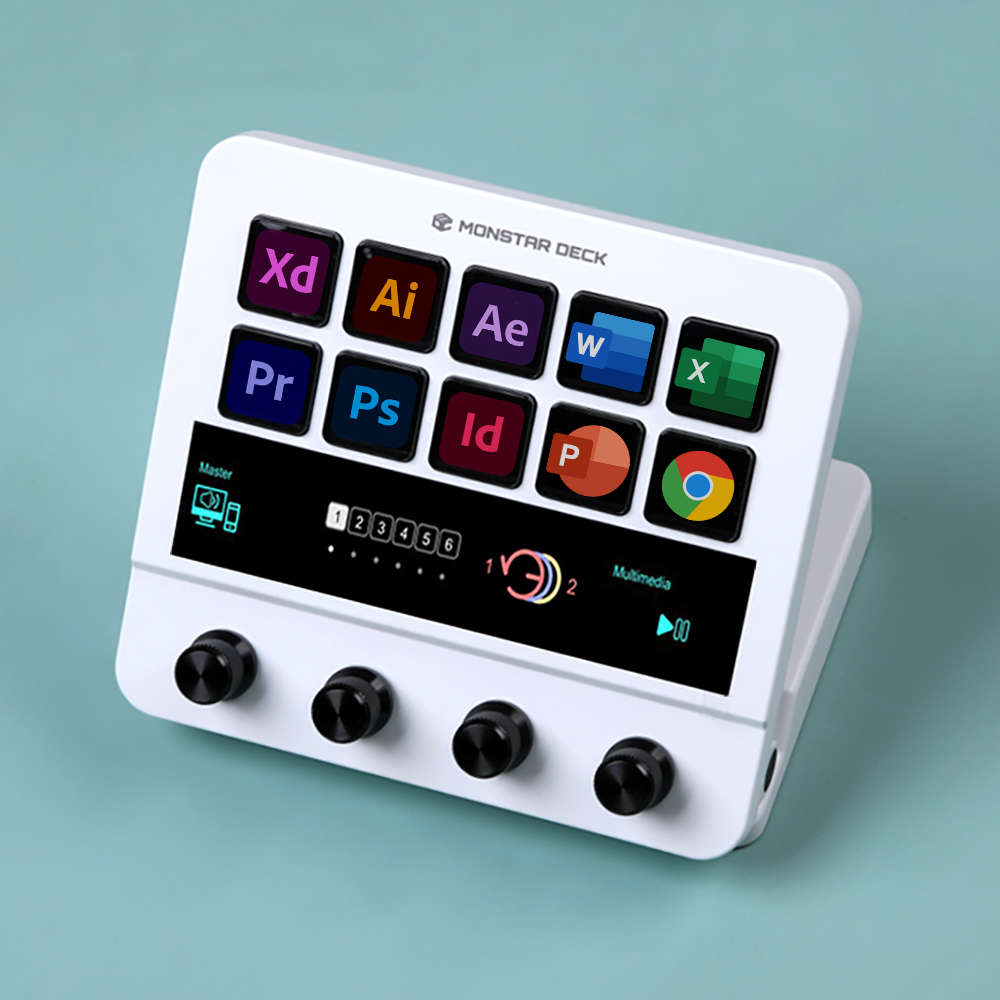 MONSTAR DECK
Xd
Ai
Ae
W
X
Pr
Ps
Id
P
Master
1 2 3 4 5 6
1 2
Multimedia